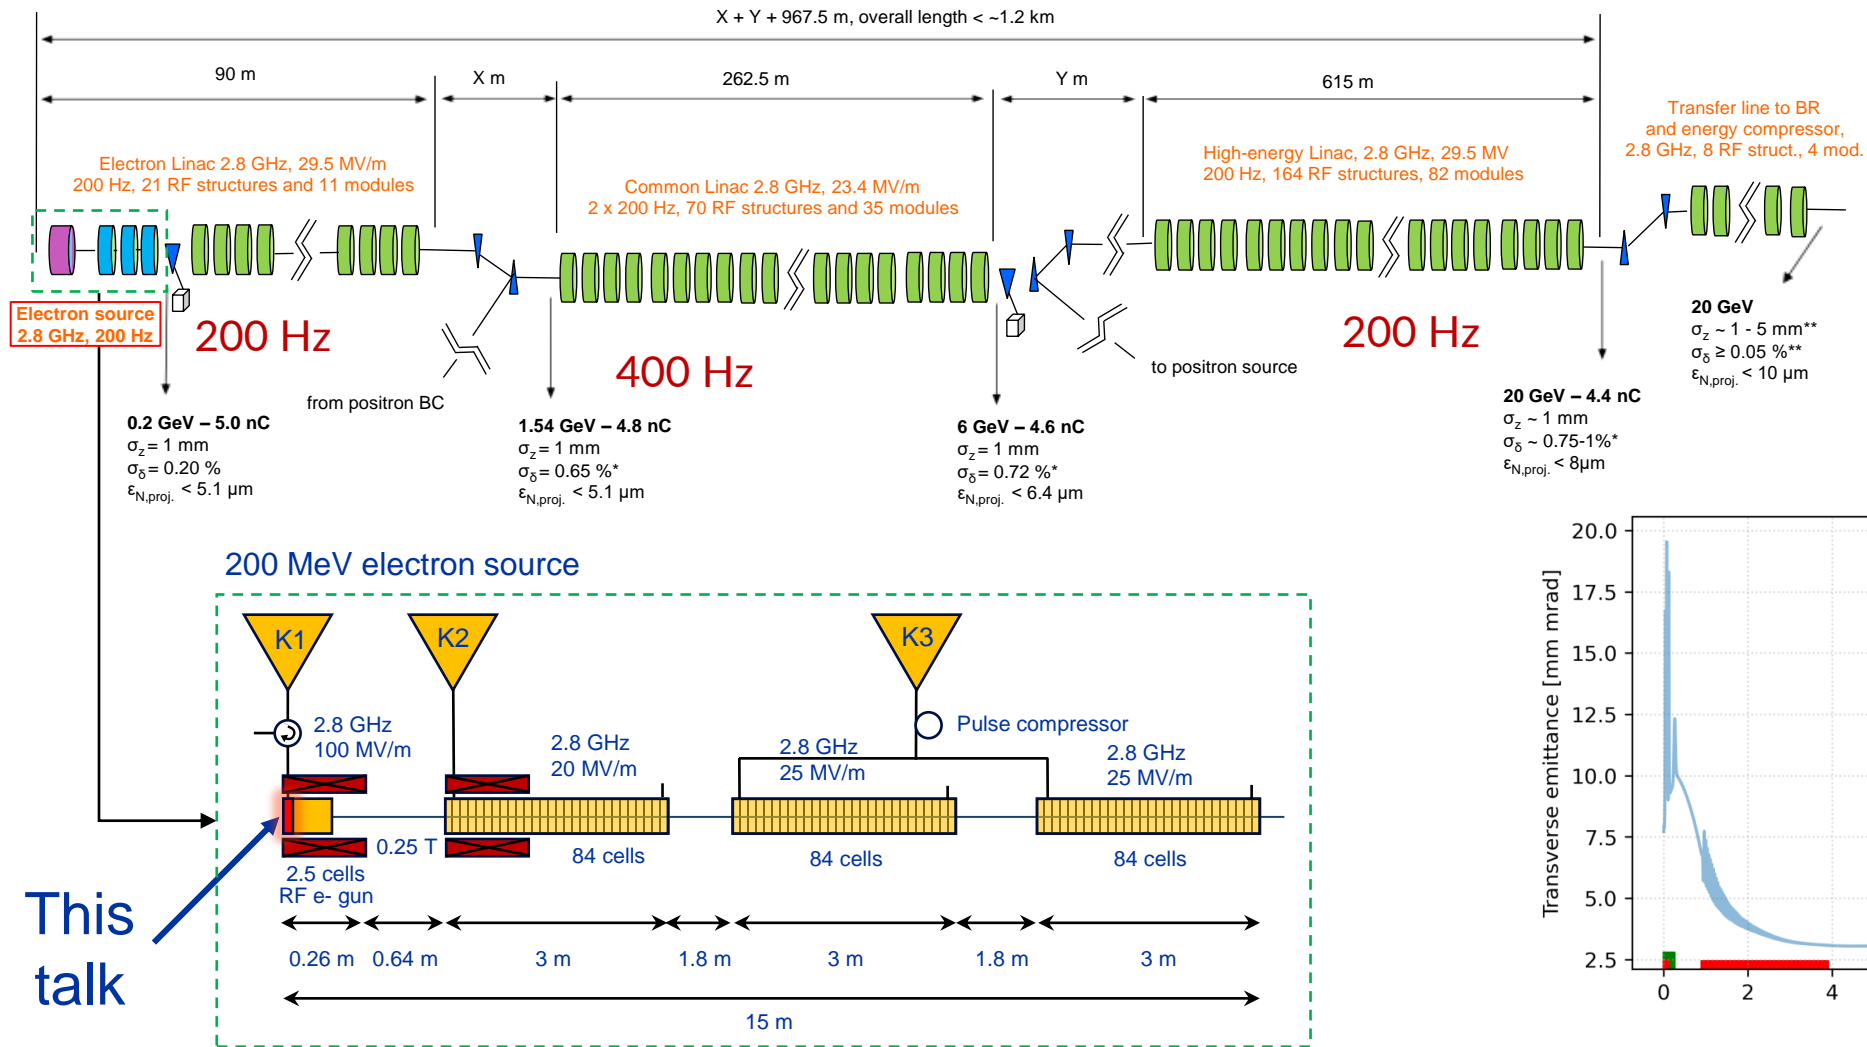 X + Y + 967.5 m, overall length < ~1.2 km
90 m
X m
262.5 m
Y m
615 m
Electron Linac 2.8 GHz, 29.5 MV/m
200 Hz, 21 RF structures and 11 modules
Common Linac 2.8 GHz, 23.4 MV/m
2 x 200 Hz, 70 RF structures and 35 modules
High-energy Linac, 2.8 GHz, 29.5 MV
200 Hz, 164 RF structures, 82 modules
Transfer line to BR
and energy compressor,
2.8 GHz, 8 RF struct., 4 mod.
Electron source
2.8 GHz, 200 Hz
200 Hz
400 Hz
200 Hz
from positron BC
to positron source
0.2 GeV – 5.0 nC
σz = 1 mm
σδ = 0.20 %
εN,proj. < 5.1 µm
1.54 GeV – 4.8 nC
σz = 1 mm
σδ = 0.65 %*
εN,proj. < 5.1 µm
6 GeV – 4.6 nC
σz = 1 mm
σδ = 0.72 %*
εN,proj. < 6.4 µm
20 GeV – 4.4 nC
σz ~ 1 mm
σδ ~ 0.75-1%*
εN,proj. < 8µm
20 GeV
σz ~ 1 - 5 mm**
σδ ≥ 0.05 %**
εN,proj. < 10 µm
200 MeV electron source
K1
K2
K3
2.8 GHz
100 MV/m
2.8 GHz
20 MV/m
Pulse compressor
2.8 GHz
25 MV/m
2.8 GHz
25 MV/m
0.25 T
84 cells
84 cells
84 cells
2.5 cells
RF e- gun
This
talk
0.26 m
0.64 m
3 m
1.8 m
3 m
1.8 m
3 m
15 m
Transverse emittance [mm mrad]
20.0
17.5
15.0
12.5
10.0
7.5
5.0
2.5
0
2
4